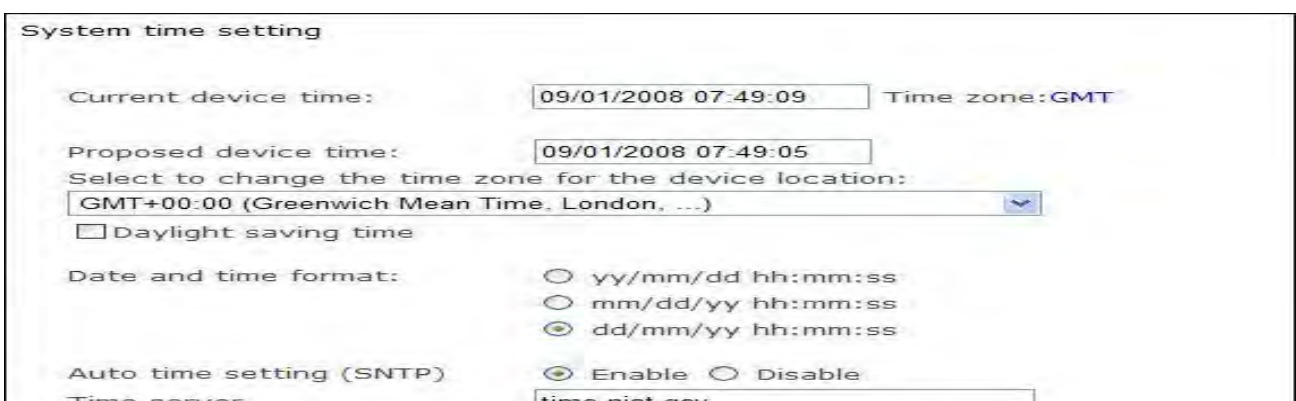 System time setting
Current device time: 09/01/2008 07:49:09 Time zone:GMT
Proposed device time: 09/01/2008 07:49:05
Select to change the time zone for the device location:
GMT+00:00 (Greenwich Mean Time, London, ...)
Daylight saving time
Date and time format: yy/mm/dd hh:mm:ss
mm/dd/yy hh:mm:ss
dd/mm/yy hh:mm:ss
Auto time setting (SNTP) Enable Disable
Time server